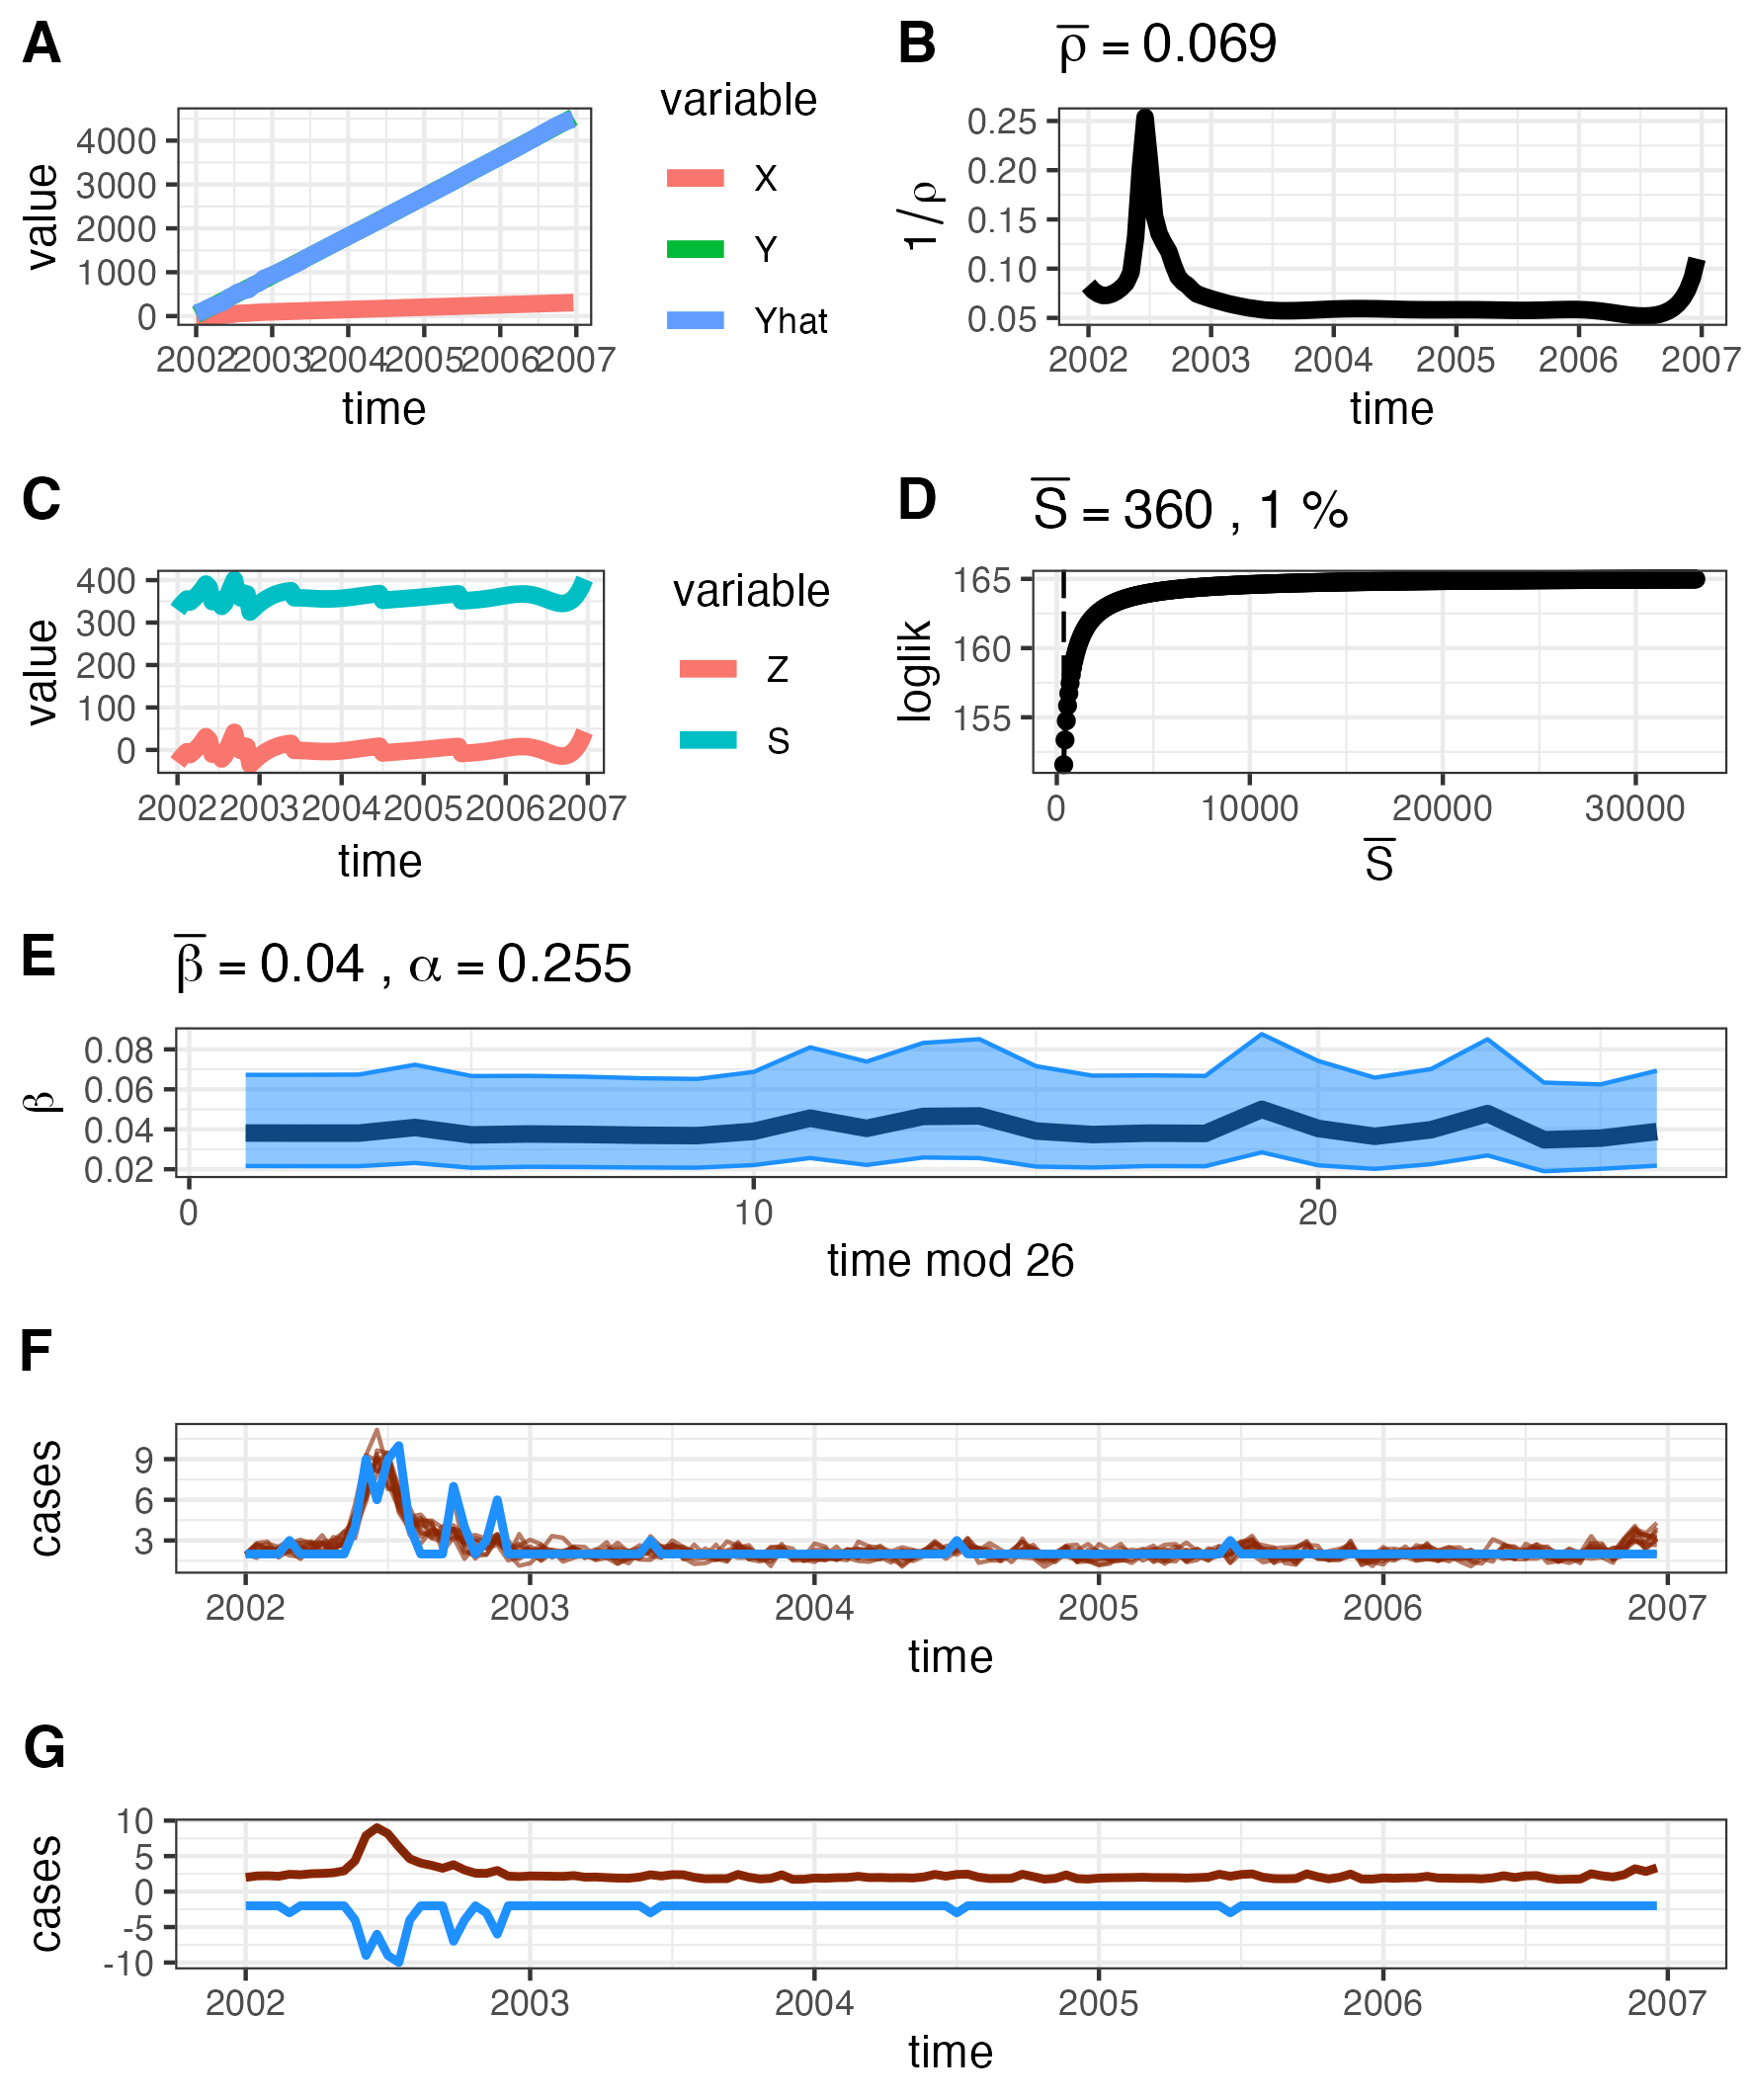 A
value
4000
3000
2000
1000
0
2002
2003
2004
2005
2006
2007
time
variable
X
Y
Yhat
B
ρ̅ = 0.069
1/ρ
0.25
0.20
0.15
0.10
0.05
2002
2003
2004
2005
2006
2007
time
C
value
400
300
200
100
0
2002
2003
2004
2005
2006
2007
time
variable
Z
S
D
S̅ = 360 , 1 %
loglik
165
160
155
0
10000
20000
30000
S̅
E
β̅ = 0.04 , α = 0.255
β
0.08
0.06
0.04
0.02
0
10
20
time mod 26
F
cases
9
6
3
2002
2003
2004
2005
2006
2007
time
G
cases
10
5
0
-5
-10
2002
2003
2004
2005
2006
2007
time